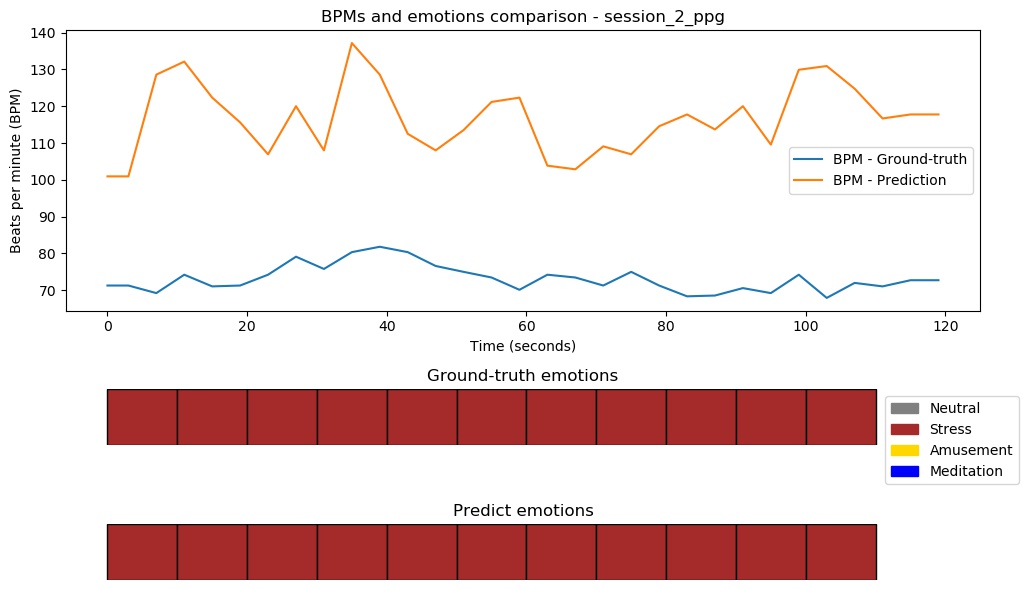 BPMs and emotions comparison - session_2_ppg
140
130
120
110
100
90
80
70
Beats per minute (BPM)
BPM - Ground-truth
BPM - Prediction
0 20 40 60 80 100 120
Time (seconds)
Ground-truth emotions
Neutral
Stress
Amusement
Meditation
Predict emotions